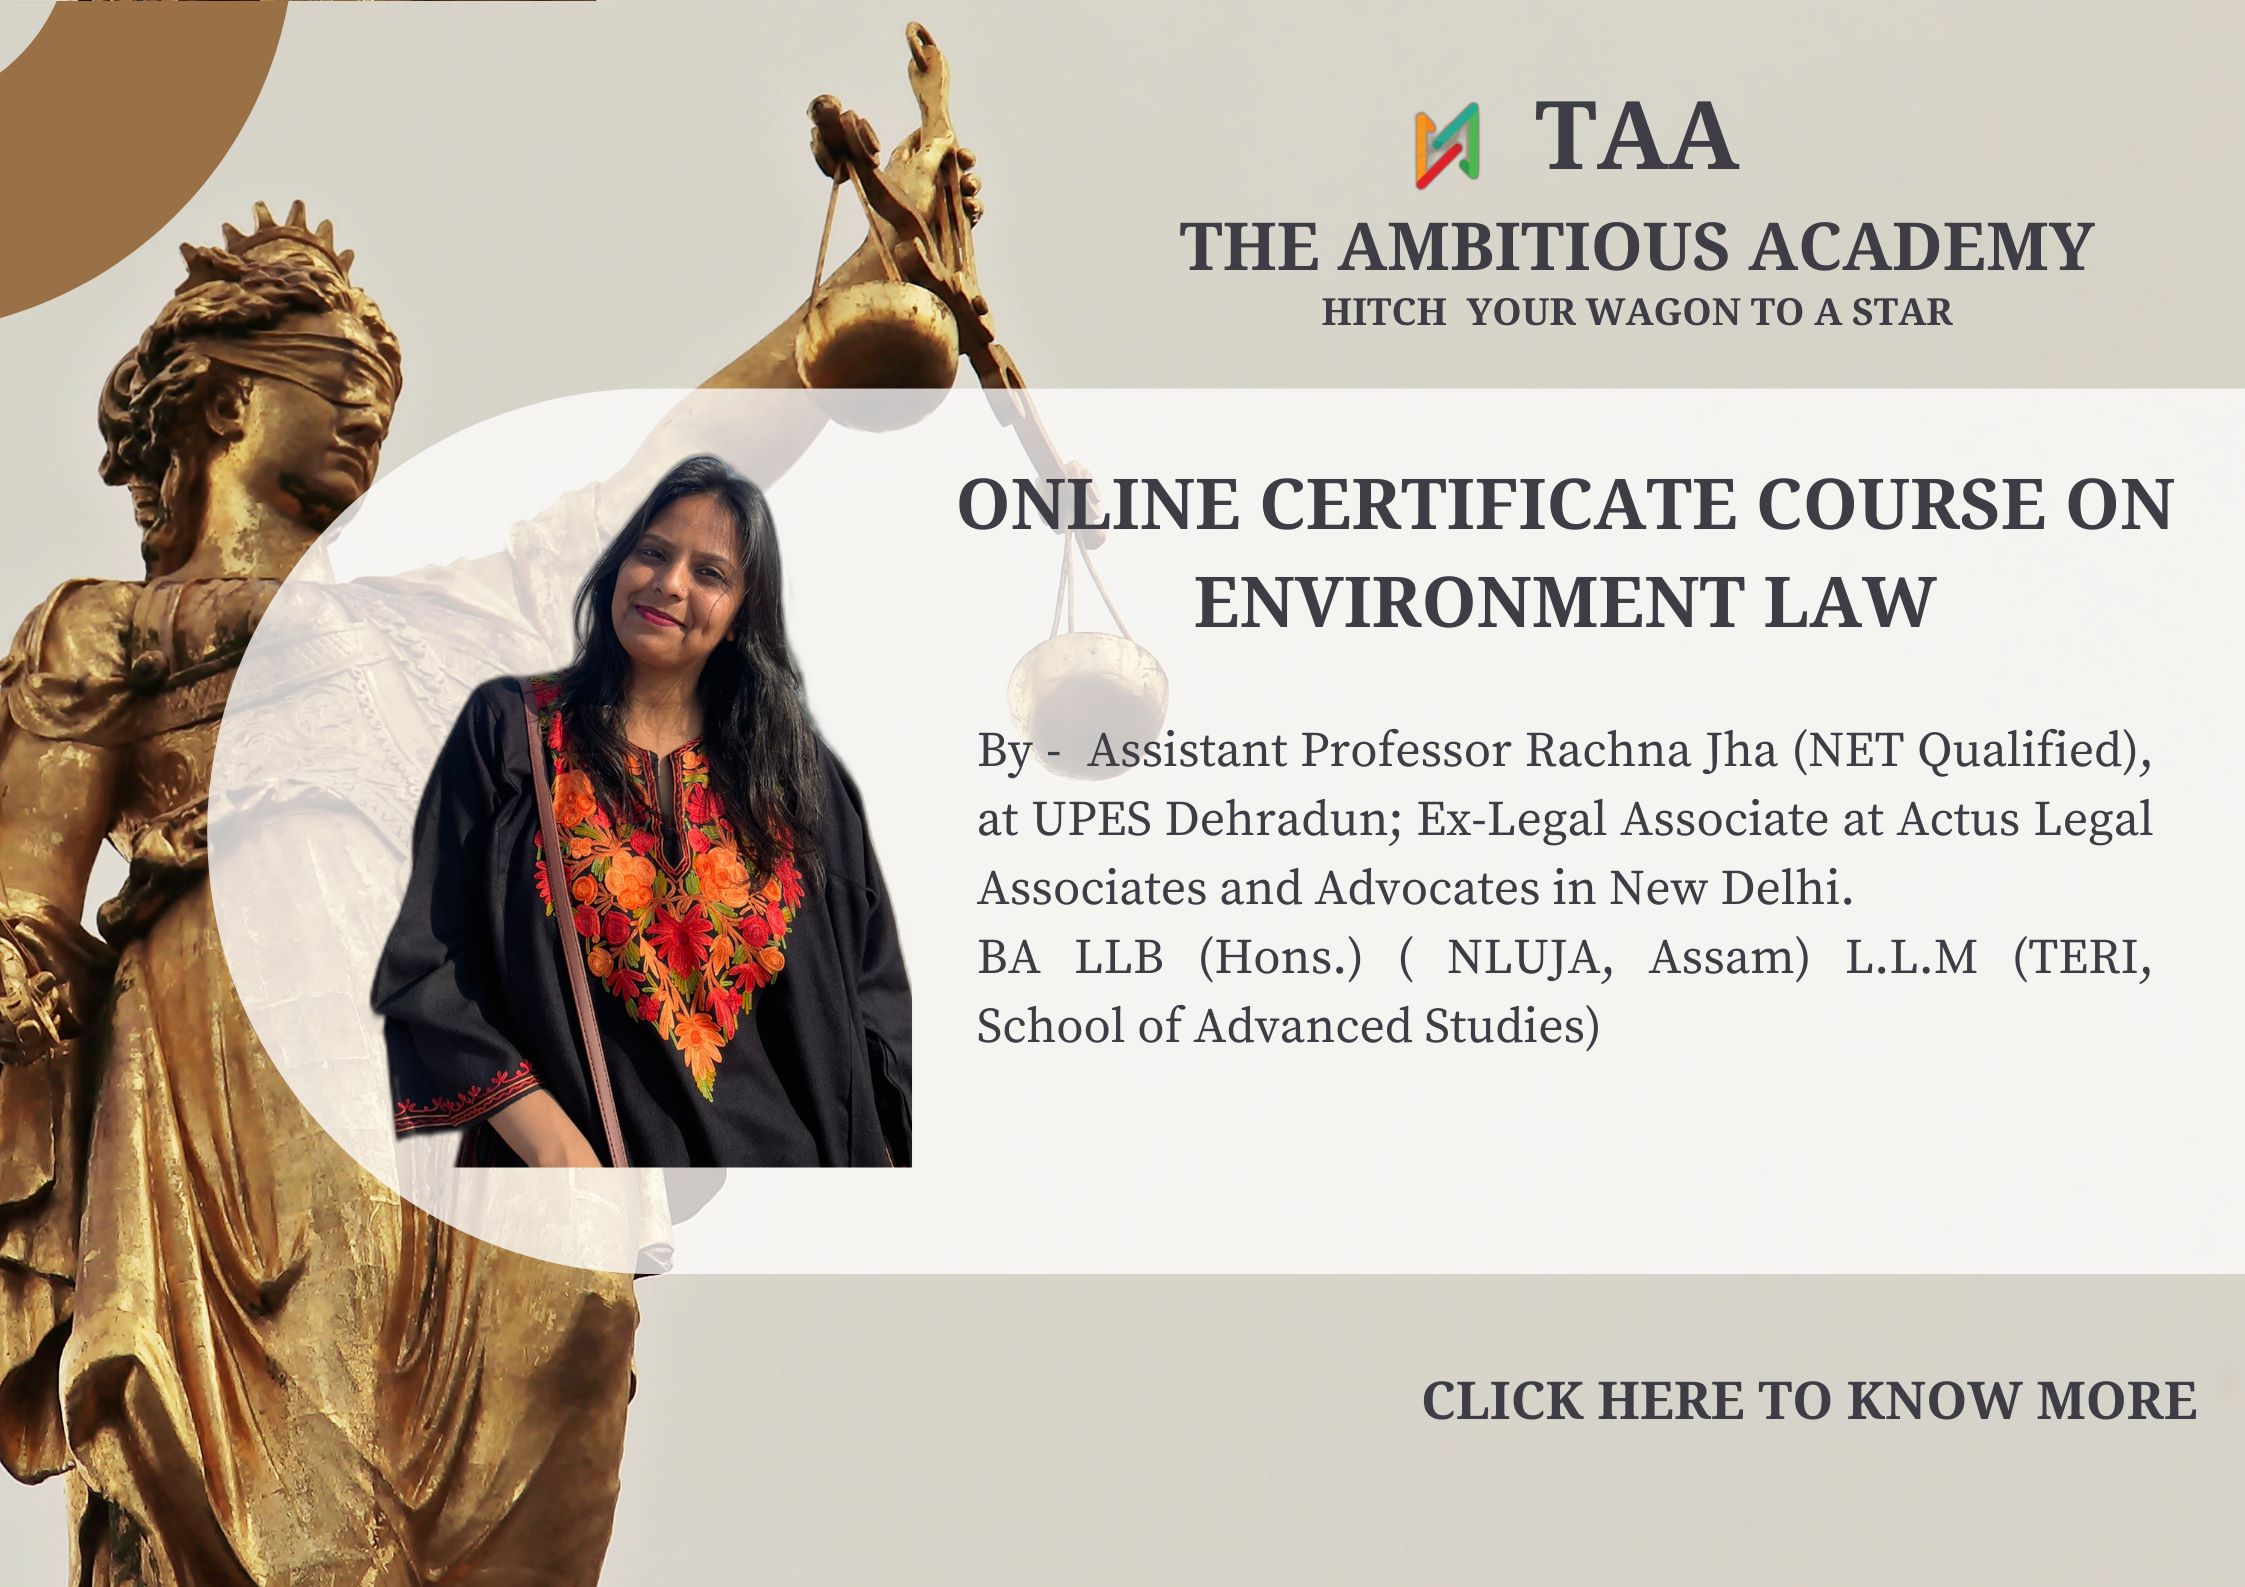 TAA
THE AMBITIOUS ACADEMY
HITCH YOUR WAGON TO A STAR
ONLINE CERTIFICATE COURSE ON
ENVIRONMENT LAW
By - Assistant Professor Rachna Jha (NET Qualified),
at UPES Dehradun; Ex-Legal Associate at Actus Legal
Associates and Advocates in New Delhi.
BA LLB (Hons.) ( NLUJA, Assam) L.L.M (TERI,
School of Advanced Studies)
CLICK HERE TO KNOW MORE